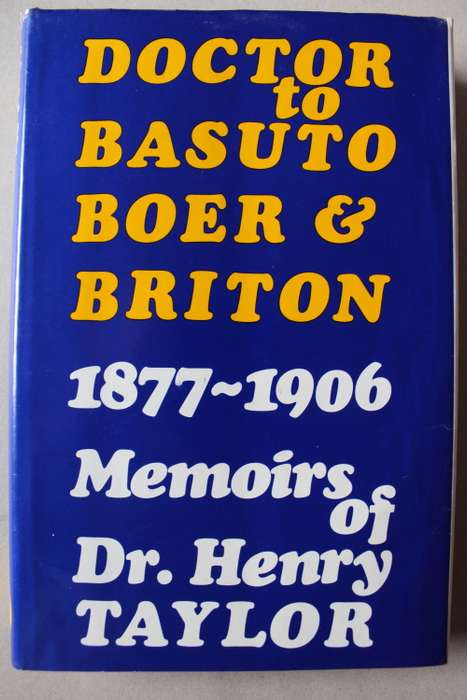 DOCTOR
to
BASUTO
BOER &
BRITON
1877~1906
Memoirs
of
Dr. Henry
TAYLOR